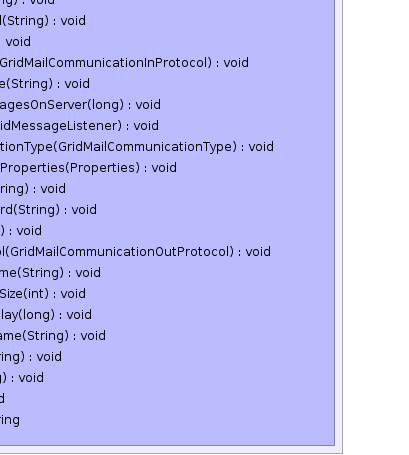 ng) : void
l(String) : void
: void
GridMailCommunicationInProtocol) : void
e(String) : void
agesOnServer(long) : void
idMessageListener) : void
tionType(GridMailCommunicationType) : void
Properties(Properties) : void
ring) : void
rd(String) : void
) : void
ol(GridMailCommunicationOutProtocol) : void
me(String) : void
Size(int) : void
lay(long) : void
ame(String) : void
ring) : void
g) : void
d
ring